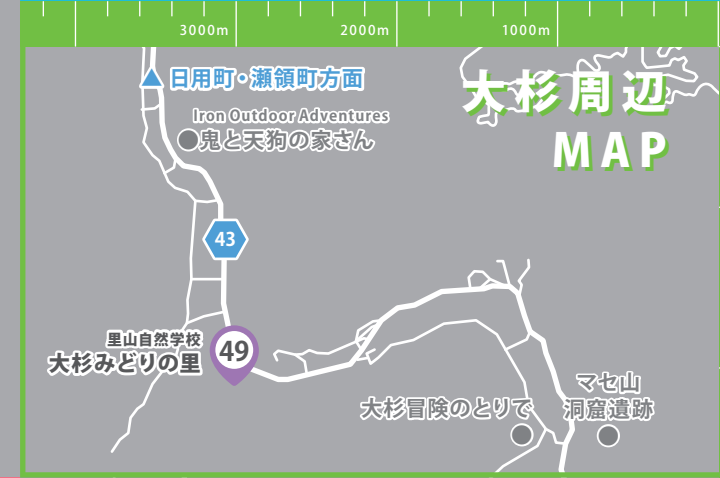 3000m
2000m
1000m
大杉周辺
MAP
日用町・瀬領町方面
Iron Outdoor Adventures
鬼と天狗の家さん
43
里山自然学校
大杉みどりの里
49
大杉冒険のとりで
マセ山
洞窟遺跡